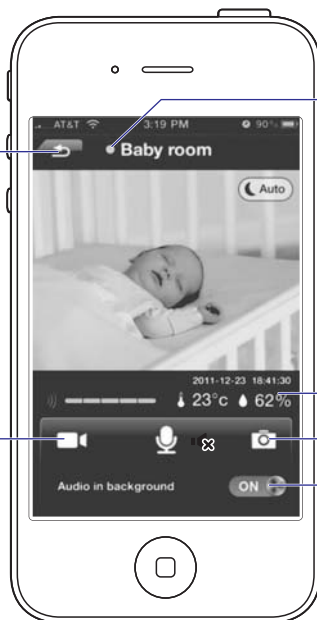 AT&T 3:19 PM 90%
Baby room
Auto
2011-12-23 18:41:30
23°c 62%
Audio in background ON